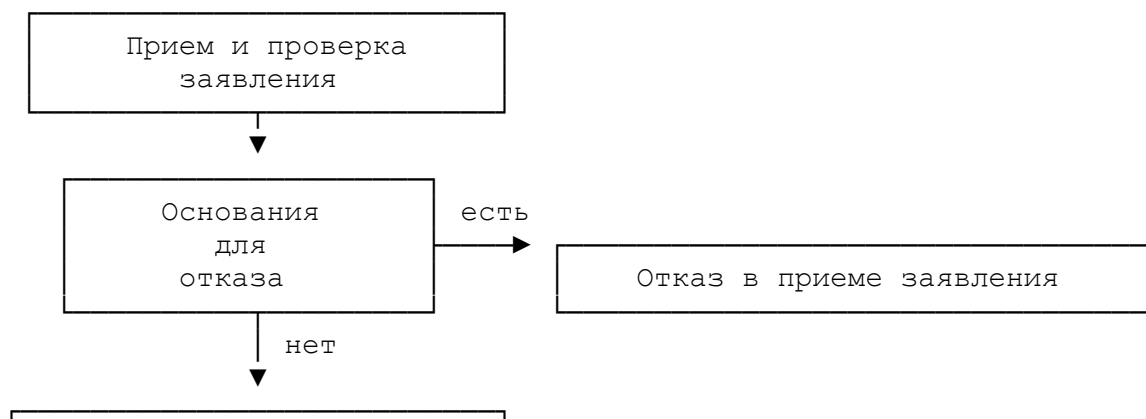 Прием и проверка
заявления
Основания
для
отказа
есть
Отказ в приеме заявления
нет